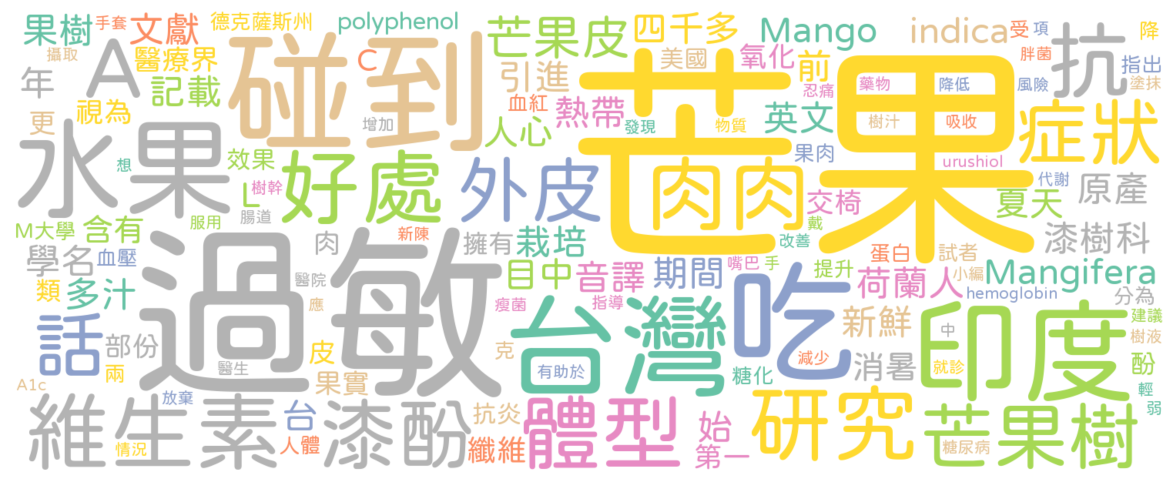 果樹 手套 文獻 德克薩斯州 polyphenol 芒果皮 四千多 Mango indica 受 項 降
攝取 醫療界 C 碰到 引進 美國 氧化 前 胖菌 抗 指出
年 A 記載 血紅 熱帶 忍痛 藥物 降低 風險 塗抹
更 視為 增加 人心 發現 物質 英文 樹汁 吸收 症狀
水果 想 效果 好處 外皮 芒果 肉肉 果肉 urushiol 代謝
L 樹幹 交椅 夏天 原產
M大學 含有 服用 腸道 新陳 擁有 栽培 戴 改善 漆樹科
學名 血壓 肉 目中 音譯 期間 嘴巴 手 蛋白 試者
類 多汁 醫院 過敏 提升 荷蘭人 小編 Mangifera
應 瘦菌 指導 hemoglobin 分為
話 部份 皮 克 台灣 吃 新鮮 印度 中 建議 樹液
兩 醫生 果實 有助於 減少 消暑 就診 酚
A1c 放棄 糖化 輕 弱
維生素 漆酚 台 抗炎 體型 始 研究 芒果樹
情況 人體 纖維 第一 糖尿病